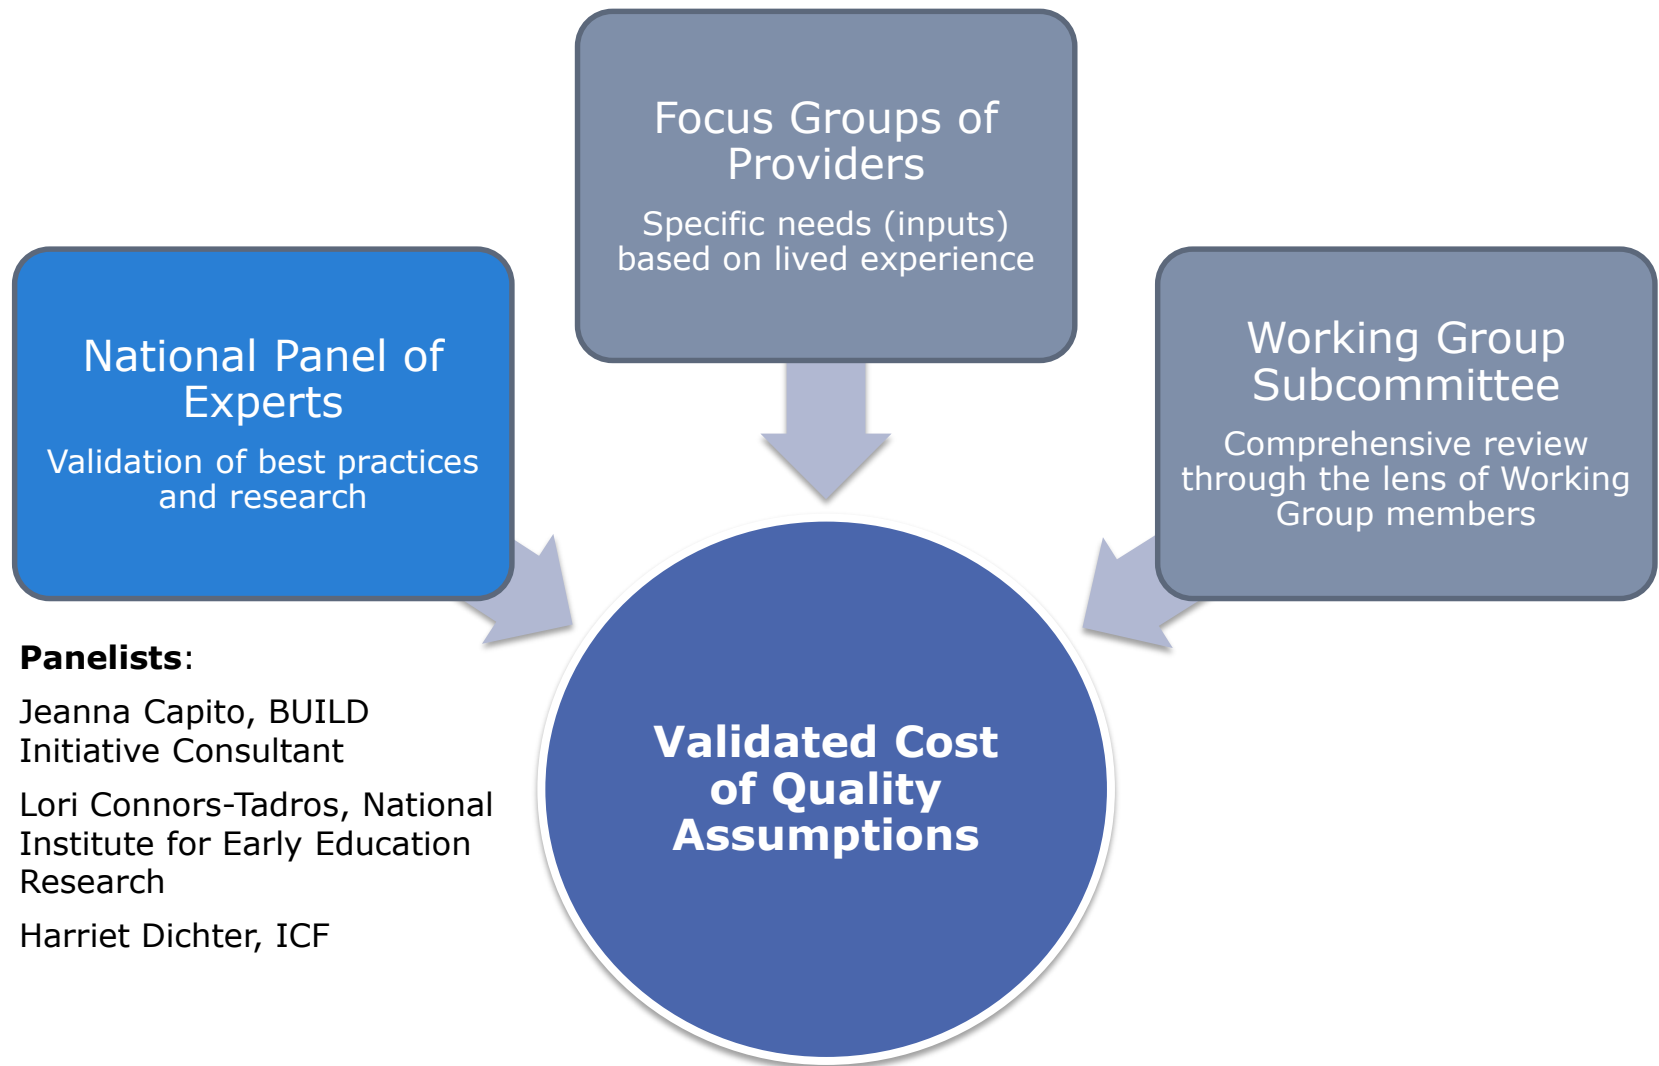 Focus Groups of
Providers
Specific needs (inputs)
based on lived experience
National Panel of
Experts
Validation of best practices
and research
Working Group
Subcommittee
Comprehensive review
through the lens of Working
Group members
Panelists:
Jeanna Capito, BUILD
Initiative Consultant
Lori Connors-Tadros, National
Institute for Early Education
Research
Harriet Dichter, ICF
Validated Cost
of Quality
Assumptions